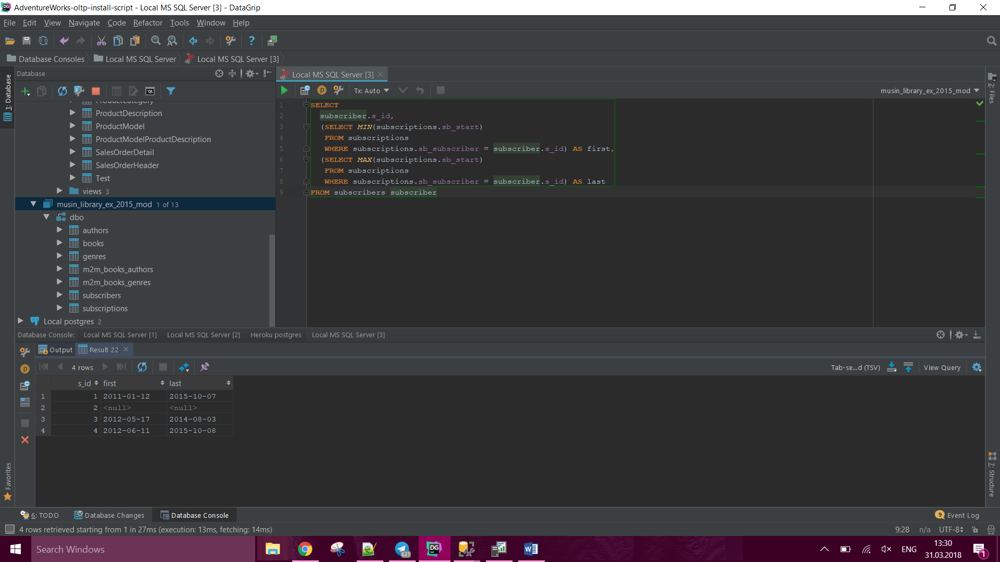 AdventureWorks-oltp-install-script - Local MS SQL Server [3] - DataGrip
File Edit View Navigate Code Refactor Tools Window Help
Database Consoles Local MS SQL Server Local MS SQL Server [3]
1: Database
Database
ProductCategory
ProductDescription
ProductModel
ProductModelProductDescription
SalesOrderDetail
SalesOrderHeader
Test
views 3
musin_library_ex_2015_mod 1 of 13
dbo
authors
books
genres
m2m_books_authors
m2m_books_genres
subscribers
subscriptions
Local postgres 2
Local MS SQL Server [3]
Tx: Auto
musin_library_ex_2015_mod
1 SELECT
2 subscriber.s_id,
3 (SELECT MIN(subscriptions.sb_start)
4 FROM subscriptions
5 WHERE subscriptions.sb_subscriber = subscriber.s_id) AS first,
6 (SELECT MAX(subscriptions.sb_start)
7 FROM subscriptions
8 WHERE subscriptions.sb_subscriber = subscriber.s_id) AS last
9 FROM subscribers subscriber
2: Files
7: Structure
Favorites
Database Console: Local MS SQL Server [1] Local MS SQL Server [2] Heroku postgres Local MS SQL Server [3]
Output Result 22
4 rows
Tab-se...d (TSV) View Query
s_id first last
1 1 2011-01-12 2015-10-07
2 2 <null> <null>
3 3 2012-05-17 2014-08-03
4 4 2012-06-11 2015-10-08
6: TODO Database Changes Database Console
9 Event Log
4 rows retrieved starting from 1 in 27ms (execution: 13ms, fetching: 14ms)
9:28 n/a UTF-8
Search Windows
621
DG
ENG
13:30
31.03.2018
1